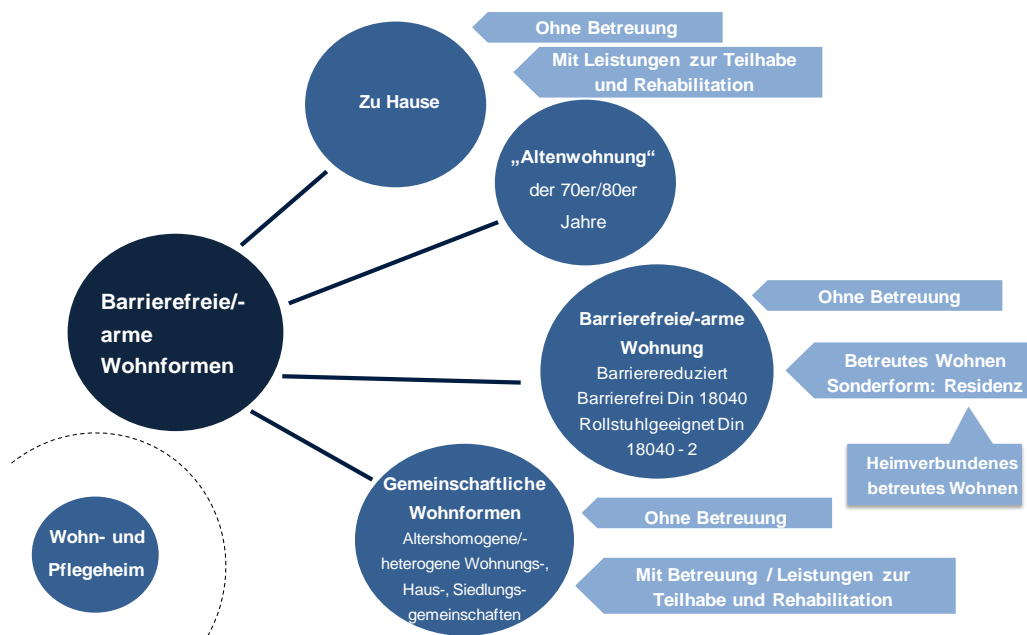 Ohne Betreuung
Mit Leistungen zur Teilhabe
und Rehabilitation
Zu Hause
„Altenwohnung“
der 70er/80er
Jahre
Barrierefreie/-
arme
Wohnformen
Ohne Betreuung
Barrierefreie/-arme
Wohnung
Barrierereduziert
Barrierefrei Din 18040
Rollstuhlgeeignet Din
18040 - 2
Betreutes Wohnen
Sonderform: Residenz
Heimverbundenes
betreutes Wohnen
Gemeinschaftliche
Wohnformen
Altershomogene/-
heterogene Wohnungs-,
Haus-, Siedlungs-
gemeinschaften
Ohne Betreuung
Mit Betreuung / Leistungen zur
Teilhabe und Rehabilitation
Wohn- und
Pflegeheim